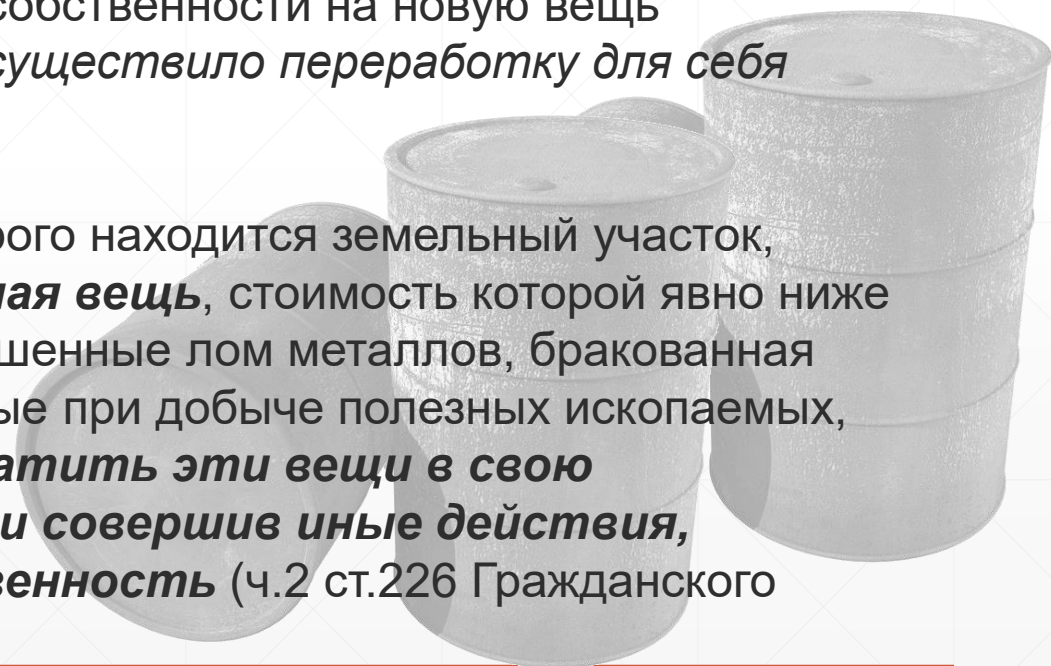 собственности на новую вещь
существило переработку для себя
рого находится земельный участок,
ная вещь, стоимость которой явно ниже
шенные лом металлов, бракованная
ые при добыче полезных ископаемых,
атить эти вещи в свою
и совершив иные действия,
венность (ч.2 ст.226 Гражданского